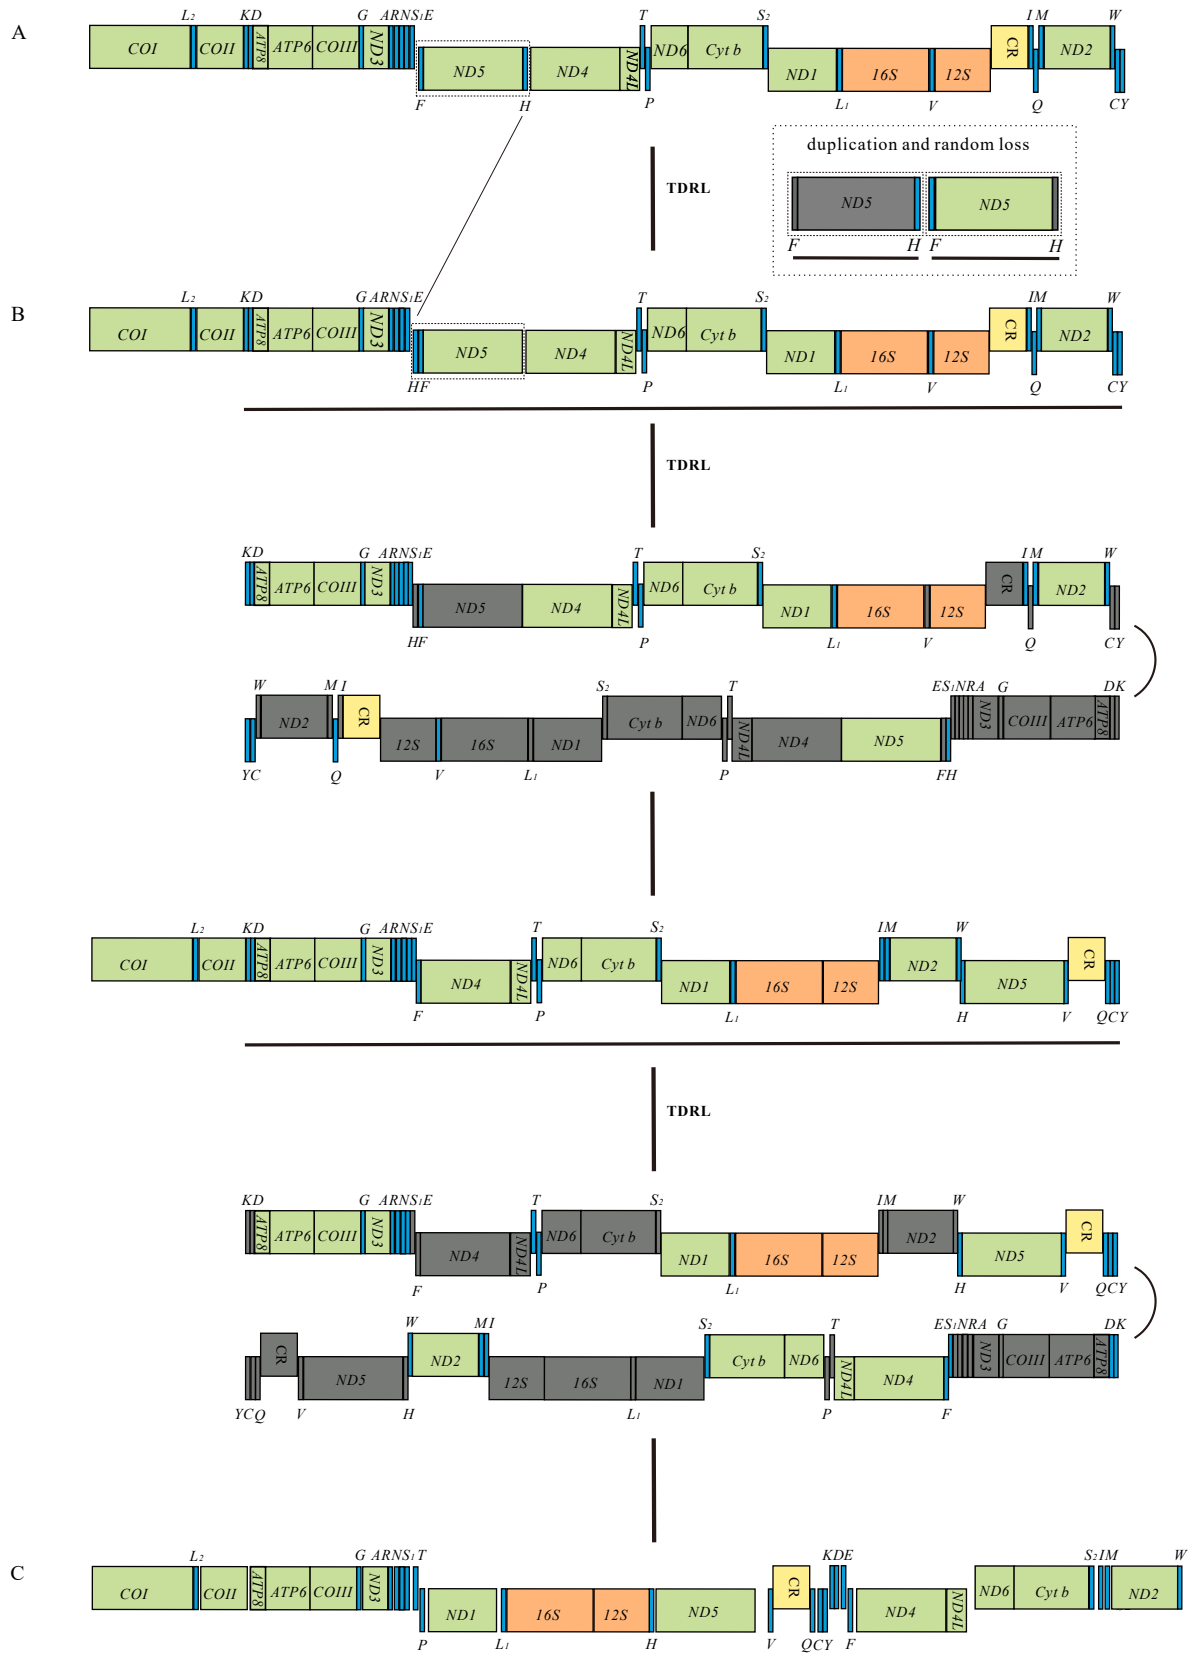 L2 KD G ARNS1E T S2 I M W
A COI COII ATP8 ATP6 COIII ND3 ND5 ND4 ND4L ND6 Cyt b ND1 16S 12S CR ND2
F H P L1 V Q CY
duplication and random loss
TDRL
ND5 ND5
F H F H
L2 KD G ARNS1E T S2 IM W
B COI COII ATP8 ATP6 COIII ND3 ND5 ND4 ND4L ND6 Cyt b ND1 16S 12S CR ND2
HF P L1 V Q CY
TDRL
KD G ARNS1E T S2 I M W
ATP8 ATP6 COIII ND3 ND5 ND4 ND4L ND6 Cyt b ND1 16S 12S CR ND2
HF P L1 V Q CY
W M I S2 T ES1NRA G DK
ND2 CR 12S 16S ND1 Cyt b ND6 ND4L ND4 ND5 ND3 COIII ATP6 ATP8
YC Q V L1 P FH
L2 KD G ARNS1E T S2 IM W
COI COII ATP8 ATP6 COIII ND3 ND4 ND4L ND6 Cyt b ND1 16S 12S ND2 ND5 CR
F P L1 H V QCY
TDRL
KD G ARNS1E T S2 IM W
ATP8 ATP6 COIII ND3 ND4 ND4L ND6 Cyt b ND1 16S 12S ND2 ND5 CR
F P L1 H V QCY
W MI S2 T ES1NRA G DK
CR ND5 ND2 12S 16S ND1 Cyt b ND6 ND4L ND4 ND3 COIII ATP6 ATP8
YCQ V H L1 P F
L2 G ARNS1 T KDE S2 IM W
C COI COII ATP8 ATP6 COIII ND3 ND1 16S 12S ND5 CR ND4 ND4L ND6 Cyt b ND2
P L1 H V QCY F